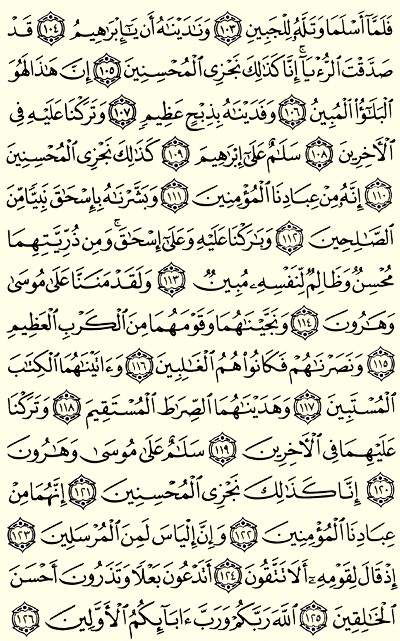 فَلَمَّآ أَسْلَمَا وَتَلَّهُۥ لِلْجَبِينِ ١٠٣ وَنَٰدَيْنَٰهُ أَن يَٰٓإِبْرَٰهِيمُ ١٠٤ قَدْ
صَدَّقْتَ ٱلرُّءْيَآ ۚ إِنَّا كَذَٰلِكَ نَجْزِى ٱلْمُحْسِنِينَ ١٠٥ إِنَّ هَٰذَا لَهُوَ
ٱلْبَلَٰٓؤُا۟ ٱلْمُبِينُ ١٠٦ وَفَدَيْنَٰهُ بِذِبْحٍ عَظِيمٍ ١٠٧ وَتَرَكْنَا عَلَيْهِ فِى
ٱلْءَاخِرِينَ ١٠٨ سَلَٰمٌ عَلَىٰٓ إِبْرَٰهِيمَ ١٠٩ كَذَٰلِكَ نَجْزِى ٱلْمُحْسِنِينَ
١١٠ إِنَّهُۥ مِنْ عِبَادِنَا ٱلْمُؤْمِنِينَ ١١١ وَبَشَّرْنَٰهُ بِإِسْحَٰقَ نَبِيًّا مِّنَ
ٱلصَّٰلِحِينَ ١١٢ وَبَٰرَكْنَا عَلَيْهِ وَعَلَىٰٓ إِسْحَٰقَ ۚ وَمِن ذُرِّيَّتِهِمَا
مُحْسِنٌ وَظَالِمٌ لِّنَفْسِهِۦ مُبِينٌ ١١٣ وَلَقَدْ مَنَنَّا عَلَىٰ مُوسَىٰ
وَهَٰرُونَ ١١٤ وَنَجَّيْنَٰهُمَا وَقَوْمَهُمَا مِنَ ٱلْكَرْبِ ٱلْعَظِيمِ
١١٥ وَنَصَرْنَٰهُمْ فَكَانُوا۟ هُمُ ٱلْغَٰلِبِينَ ١١٦ وَءَاتَيْنَٰهُمَا ٱلْكِتَٰبَ
ٱلْمُسْتَبِينَ ١١٧ وَهَدَيْنَٰهُمَا ٱلصِّرَٰطَ ٱلْمُسْتَقِيمَ ١١٨ وَتَرَكْنَا
عَلَيْهِمَا فِى ٱلْءَاخِرِينَ ١١٩ سَلَٰمٌ عَلَىٰ مُوسَىٰ وَهَٰرُونَ
١٢٠ إِنَّا كَذَٰلِكَ نَجْزِى ٱلْمُحْسِنِينَ ١٢١ إِنَّهُمَا مِنْ
عِبَادِنَا ٱلْمُؤْمِنِينَ ١٢٢ وَإِنَّ إِلْيَاسَ لَمِنَ ٱلْمُرْسَلِينَ ١٢٣
إِذْ قَالَ لِقَوْمِهِۦٓ أَلَا تَتَّقُونَ ١٢٤ أَتَدْعُونَ بَعْلًا وَتَذَرُونَ أَحْسَنَ
ٱلْخَٰلِقِينَ ١٢٥ ٱللَّهَ رَبَّكُمْ وَرَبَّ ءَابَآئِكُمُ ٱلْأَوَّلِينَ ١٢٦